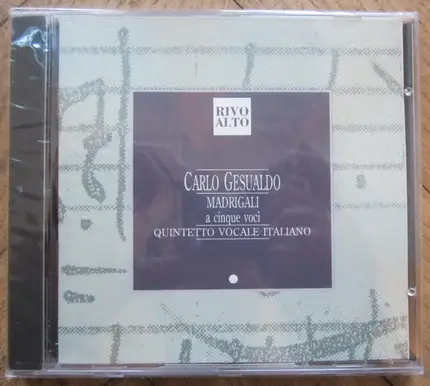 RIVO
ALTO
CARLO GESUALDO
MADRIGALI
a cinque voci
QUINTETTO VOCALE ITALIANO